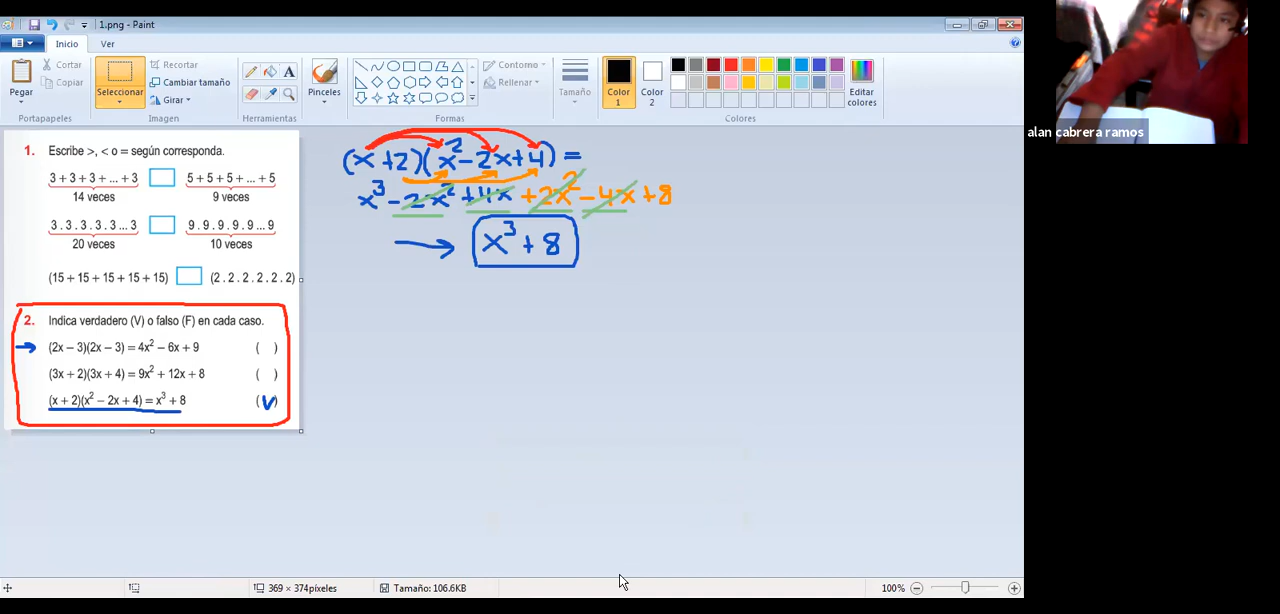 1.png - Paint
Inicio Ver
Pegar
Cortar
Copiar
Portapapeles
Seleccionar
Recortar
Cambiar tamaño
Girar
Imagen
Herramientas
Pinceles
Contorno
Rellenar
Formas
Tamaño
Color 1
Color 2
Editar colores
Colores
alan cabrera ramos
1. Escribe >, < o = según corresponda.
3 + 3 + 3 + ... + 3 5 + 5 + 5 + ... + 5
14 veces 9 veces
3 . 3 . 3 . 3 . 3 ... 3 9 . 9 . 9 . 9 . 9 ... 9
20 veces 10 veces
(15 + 15 + 15 + 15 + 15) (2 . 2 . 2 . 2 . 2 . 2)
2. Indica verdadero (V) o falso (F) en cada caso.
(2x – 3)(2x – 3) = 4x² – 6x + 9 ( )
(3x + 2)(3x + 4) = 9x² + 12x + 8 ( )
(x + 2)(x² – 2x + 4) = x³ + 8 (V)
(x+2)(x²-2x+4) =
x³ - 2x² + 4x + 2x² - 4x + 8
x³ + 8
369 × 374píxeles
Tamaño: 106.6KB
100%